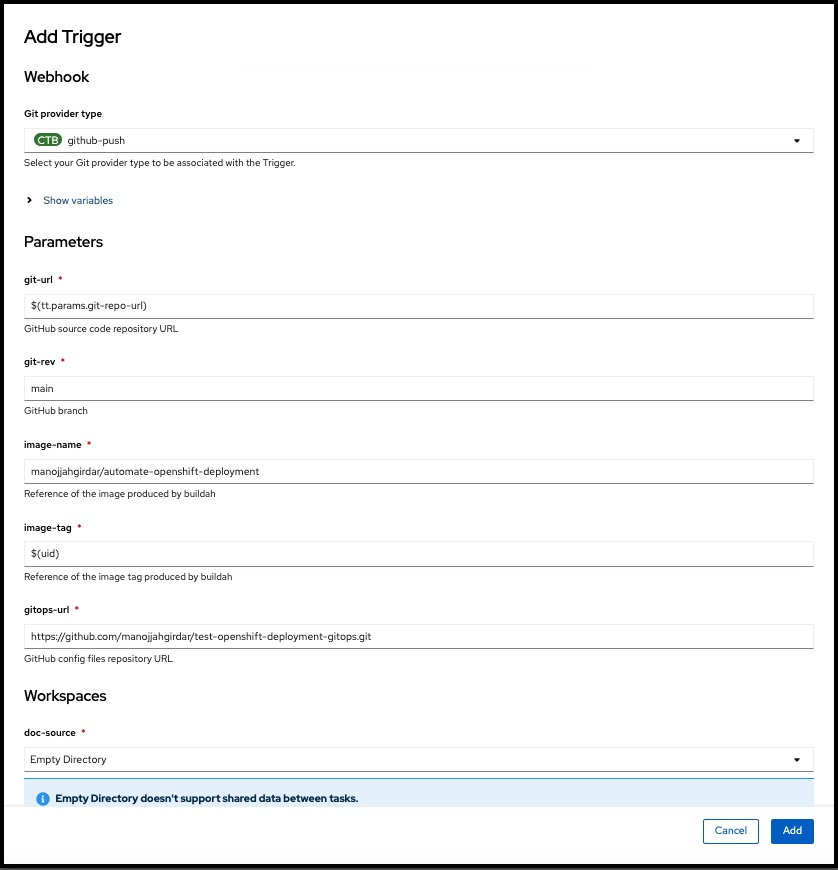 Add Trigger
Webhook
Git provider type
CTB github-push
Select your Git provider type to be associated with the Trigger.
Show variables
Parameters
git-url *
$(tt.params.git-repo-url)
GitHub source code repository URL
git-rev *
main
GitHub branch
image-name *
manojjahgirdar/automate-openshift-deployment
Reference of the image produced by buildah
image-tag *
$(uid)
Reference of the image tag produced by buildah
gitops-url *
https://github.com/manojjahgirdar/test-openshift-deployment-gitops.git
GitHub config files repository URL
Workspaces
doc-source *
Empty Directory
Empty Directory doesn't support shared data between tasks.
Cancel Add